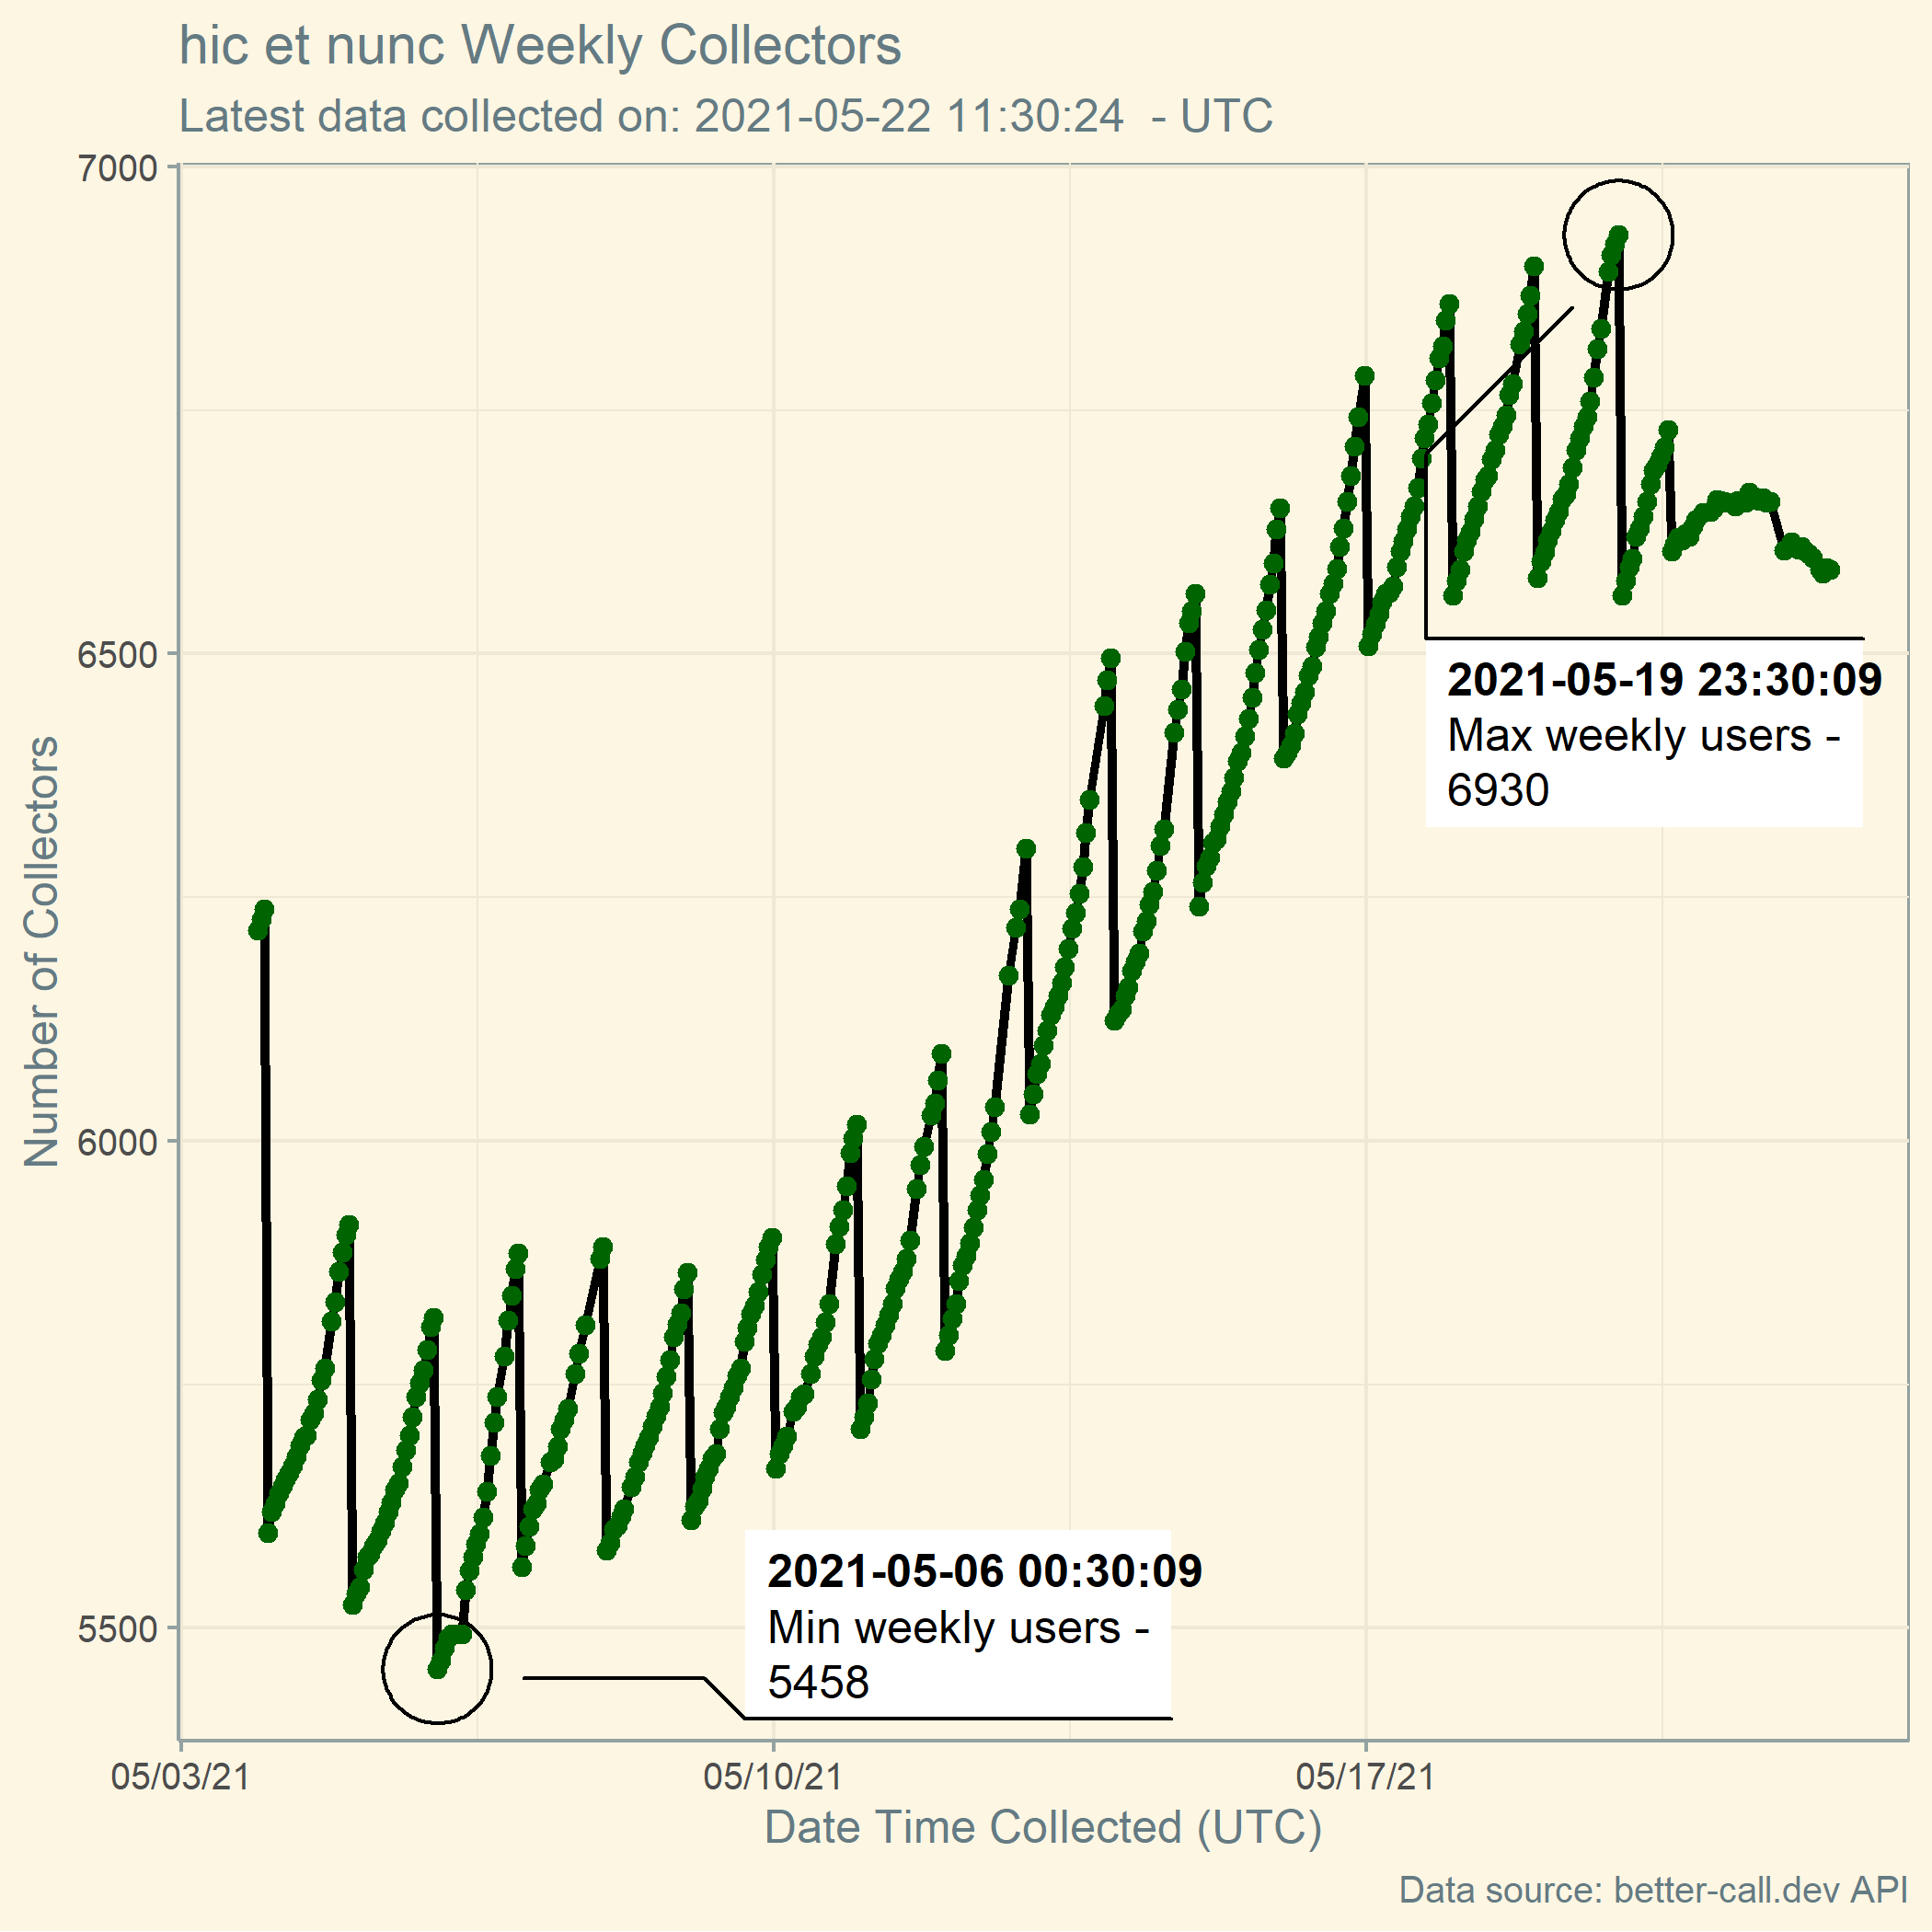 hic et nunc Weekly Collectors
Latest data collected on: 2021-05-22 11:30:24  - UTC
Number of Collectors
7000
6500
6000
5500
2021-05-19 23:30:09
Max weekly users -
6930
2021-05-06 00:30:09
Min weekly users -
5458
05/03/21
05/10/21
05/17/21
Date Time Collected (UTC)
Data source: better-call.dev API